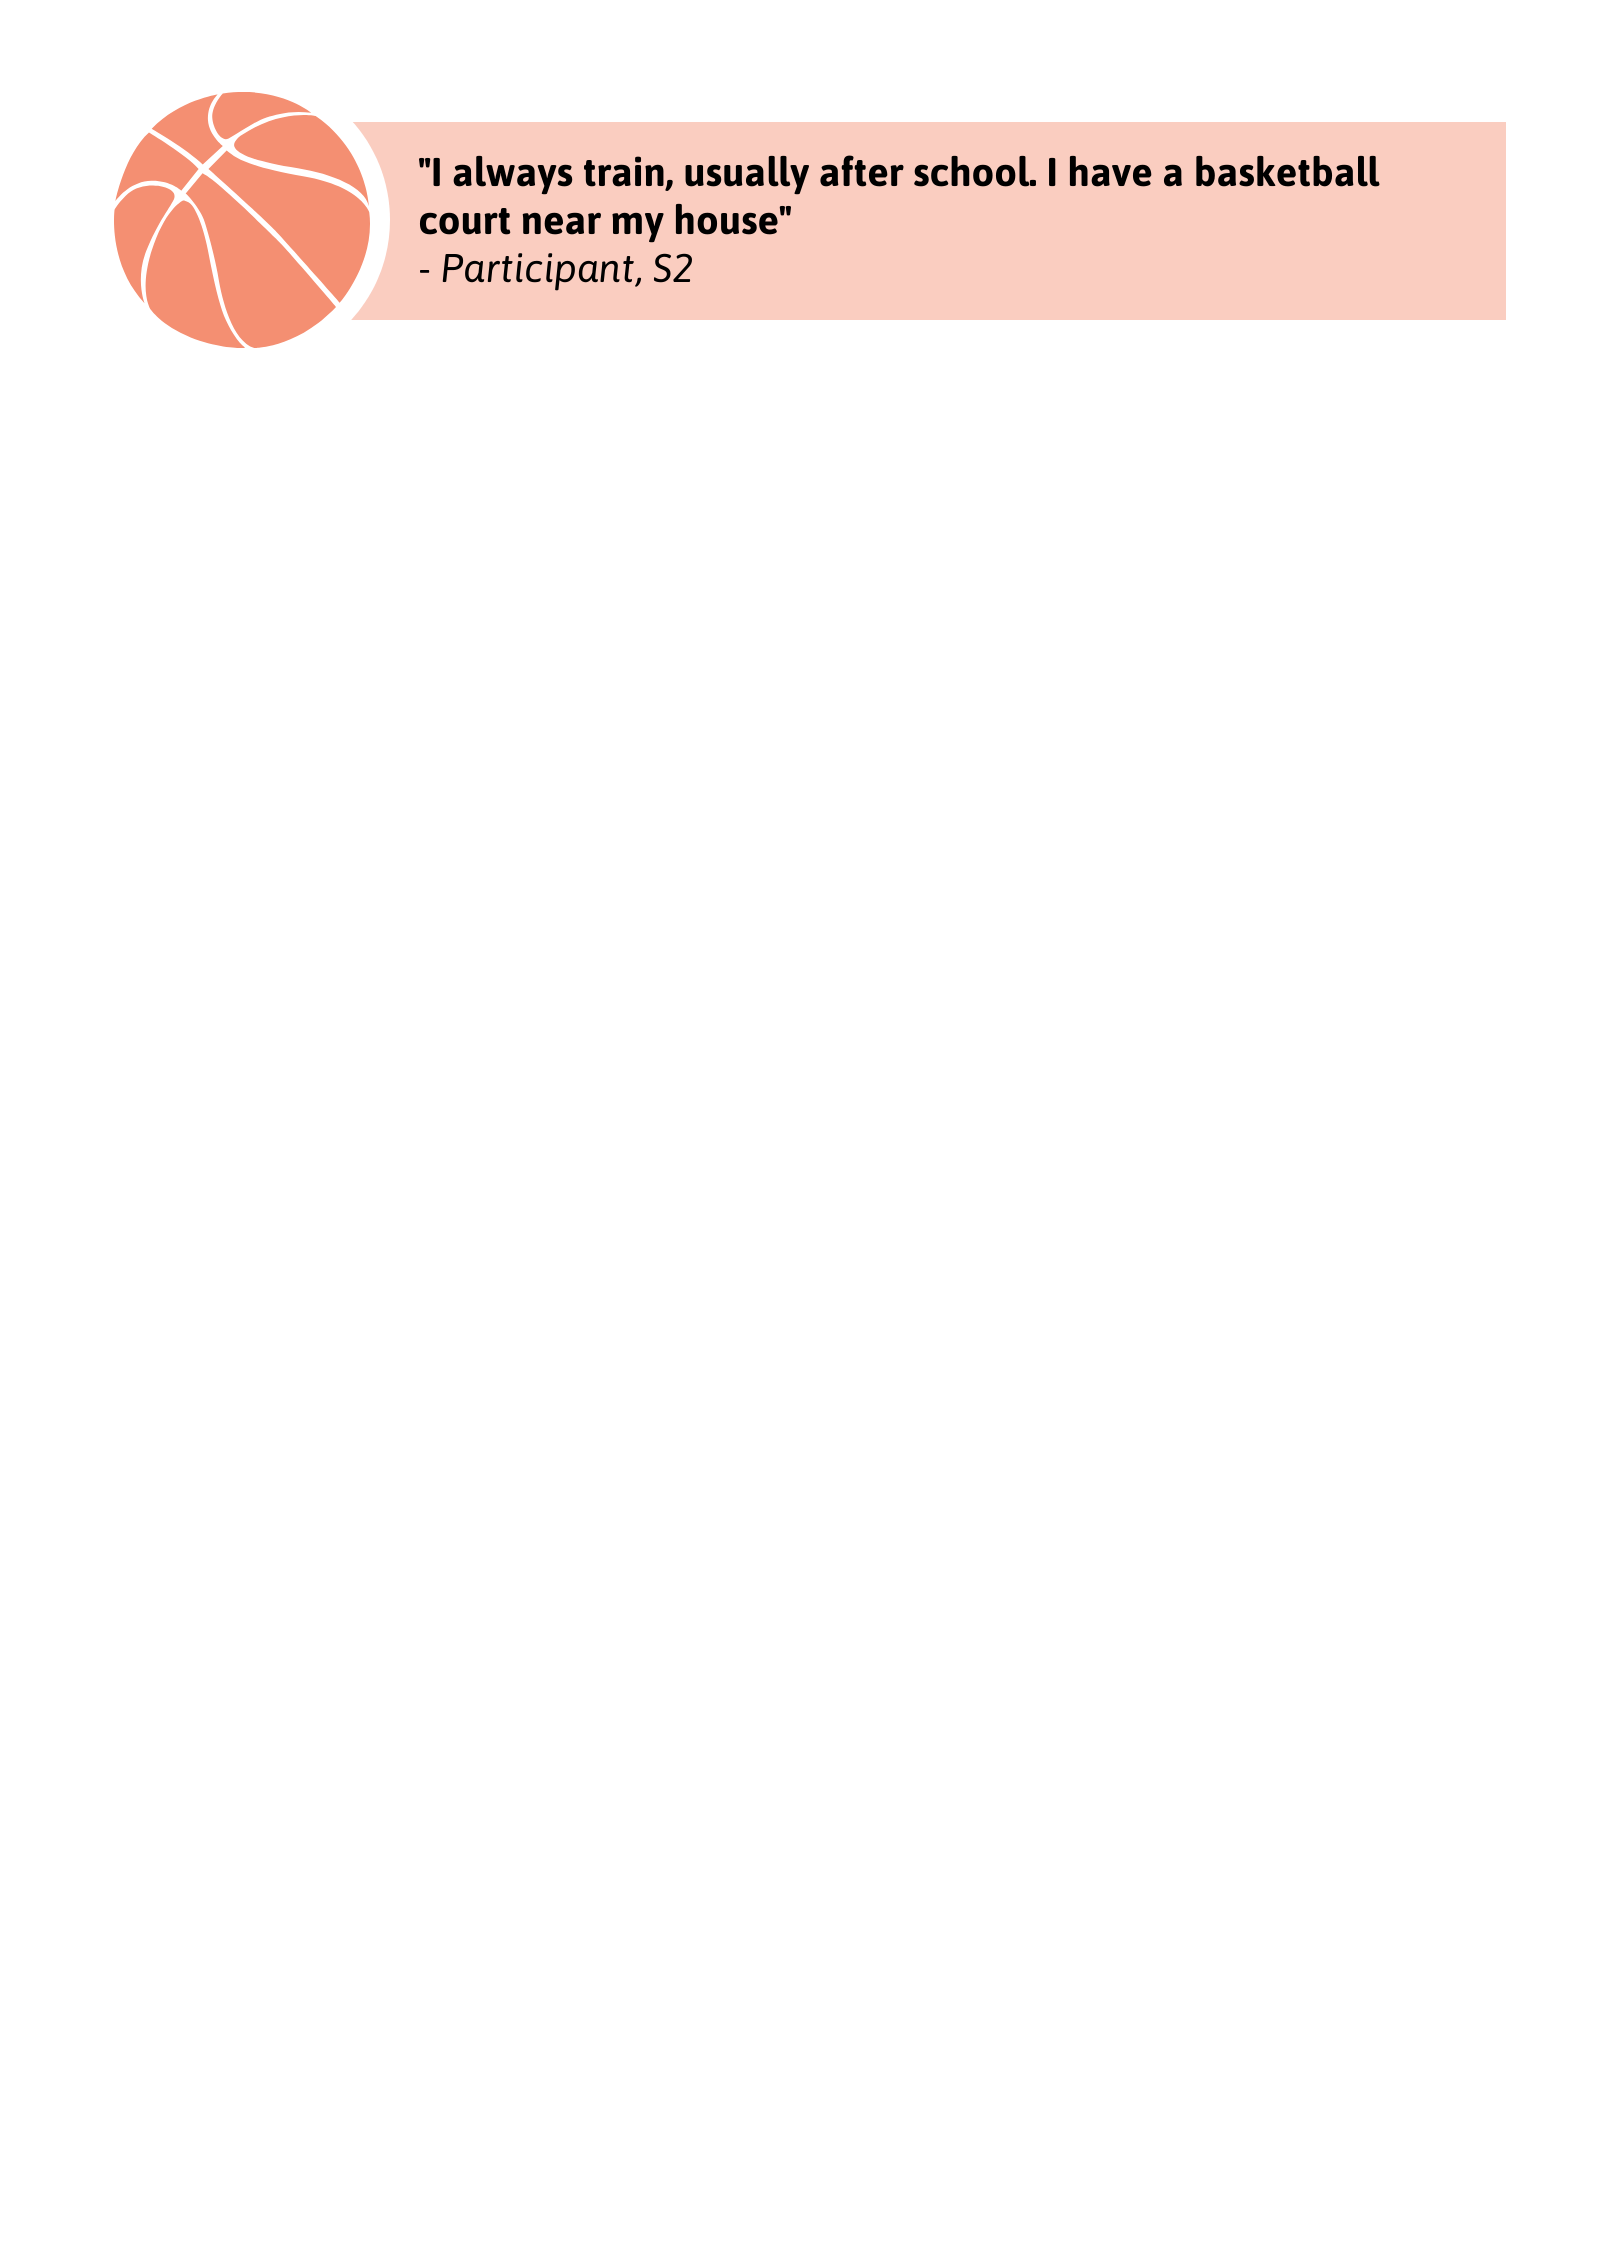 "I always train, usually after school. I have a basketball
court near my house"
- Participant, S2